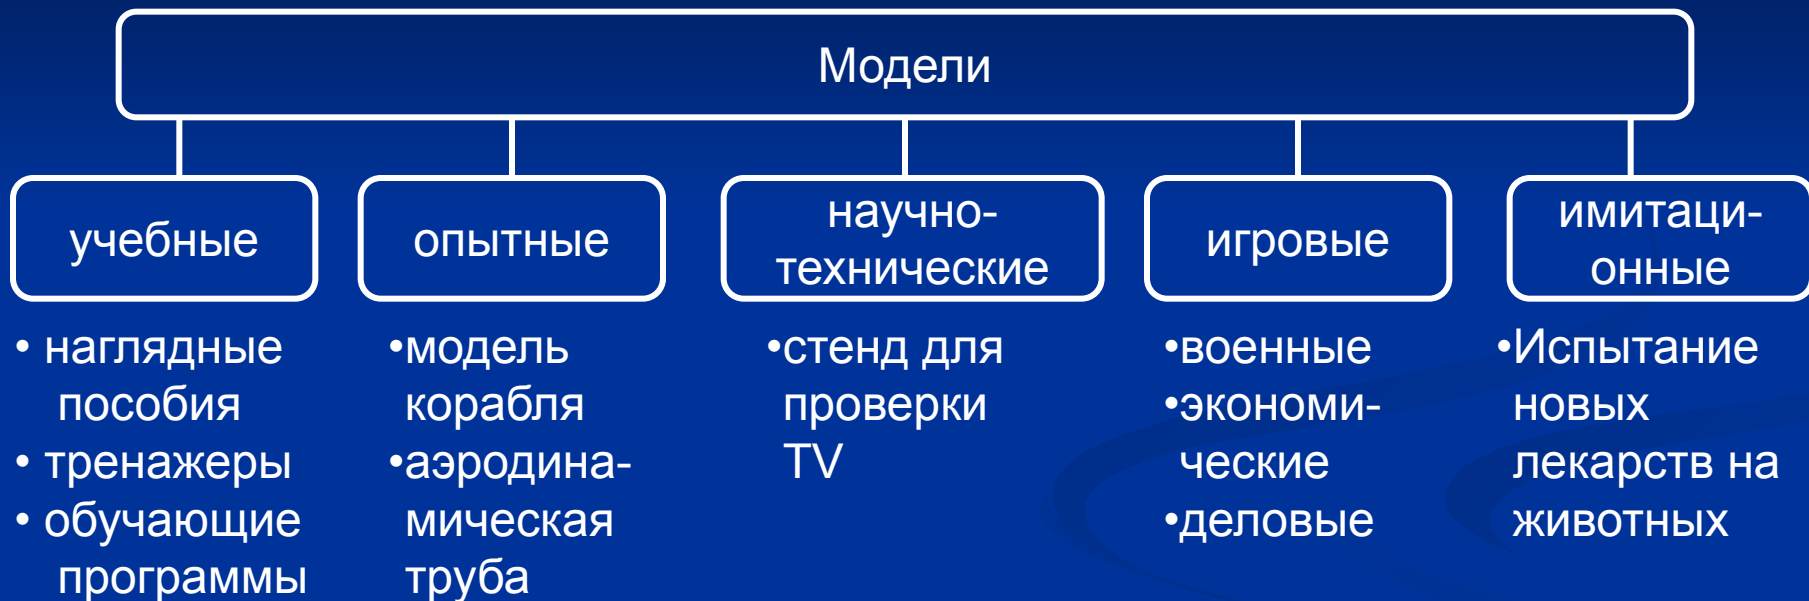 Модели
учебные
опытные
научно-
технические
игровые
имитаци-
онные
• наглядные
пособия
• тренажеры
• обучающие
программы
•модель
корабля
•аэродина-
мическая
труба
•стенд для
проверки
TV
•военные
•экономи-
ческие
•деловые
•Испытание
новых
лекарств на
животных